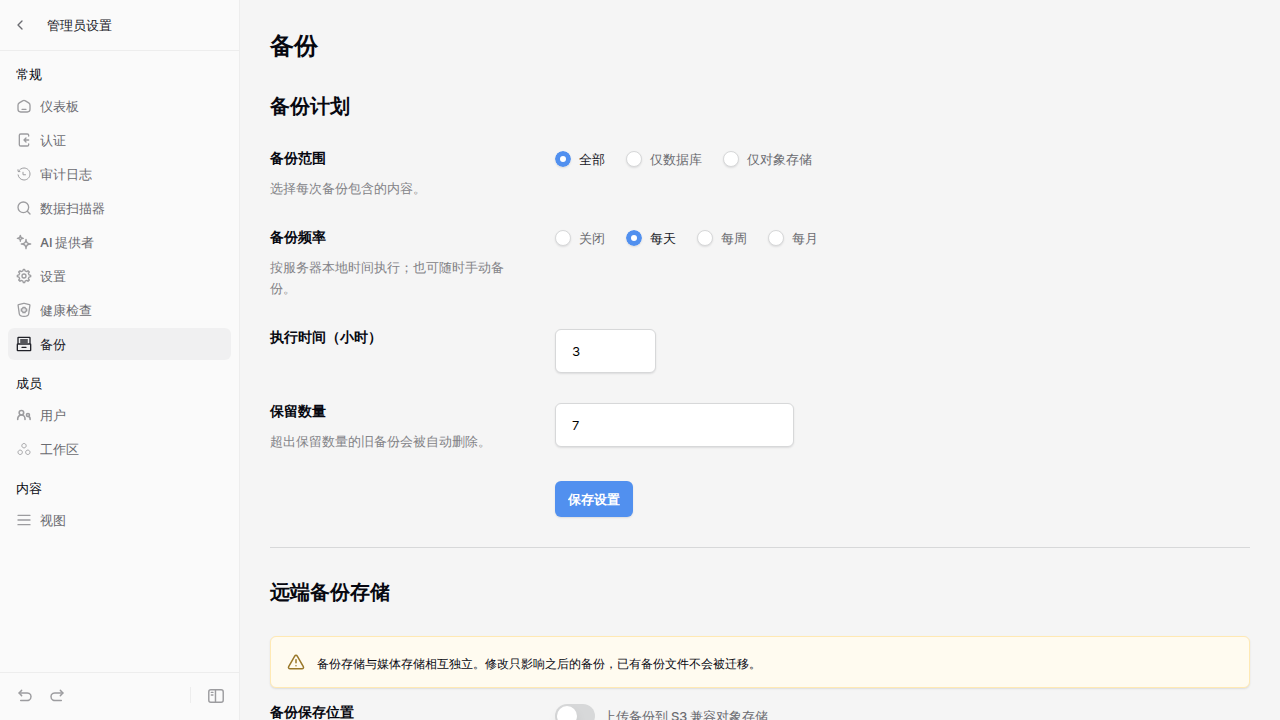 管理员设置
常规
仪表板
认证
审计日志
数据扫描器
AI 提供者
设置
健康检查
备份
成员
用户
工作区
内容
视图
备份
备份计划
备份范围
全部
仅数据库
仅对象存储
选择每次备份包含的内容。
备份频率
关闭
每天
每周
每月
按服务器本地时间执行；也可随时手动备
份。
执行时间（小时）
3
保留数量
7
超出保留数量的旧备份会被自动删除。
保存设置
远端备份存储
备份存储与媒体存储相互独立。修改只影响之后的备份，已有备份文件不会被迁移。
备份保存位置
上传备份到 S3 兼容对象存储